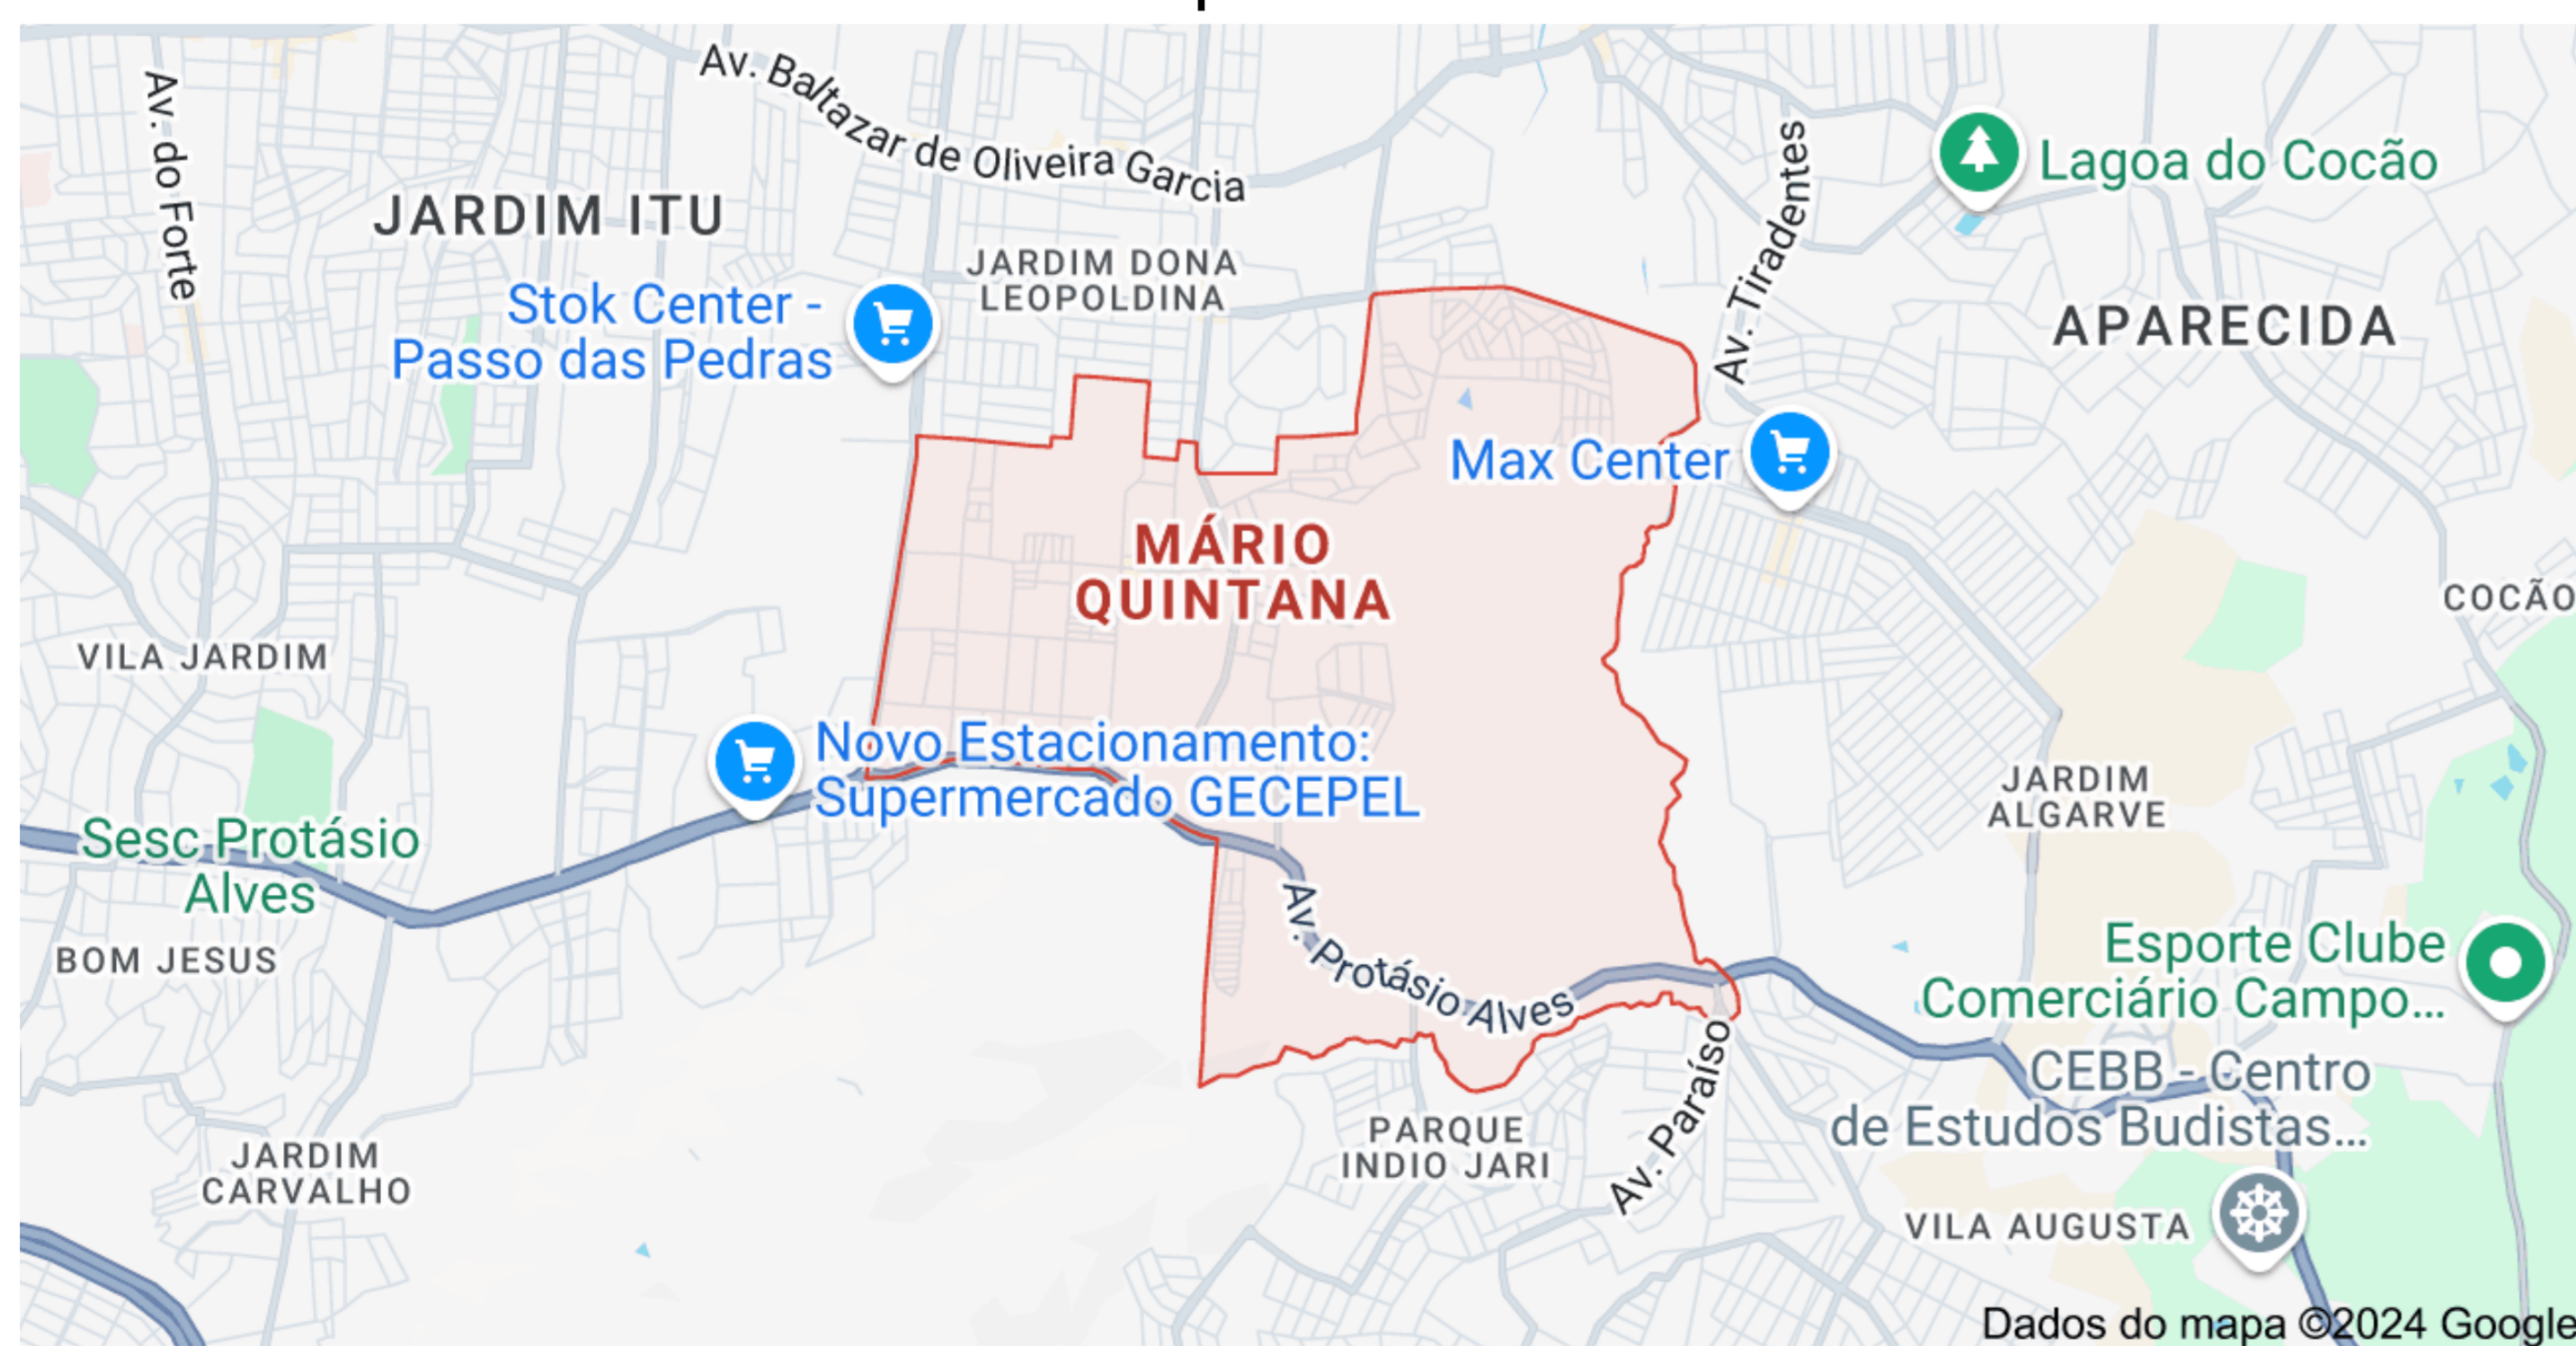 Av. Baltazar de Oliveira Garcia
Av. do Forte
Av. Tiradentes
Lagoa do Cocão
JARDIM ITU
JARDIM DONA
LEOPOLDINA
Stok Center -
Passo das Pedras
APARECIDA
Max Center
MÁRIO
QUINTANA
COCÃO
VILA JARDIM
Novo Estacionamento:
Supermercado GECEPEL
JARDIM
ALGARVE
Sesc Protásio
Alves
Av. Protásio Alves
BOM JESUS
Esporte Clube
Comerciário Campo...
CEBB - Centro
de Estudos Budistas...
Av. Paraíso
PARQUE
INDIO JARI
JARDIM
CARVALHO
VILA AUGUSTA
Dados do mapa ©2024 Google